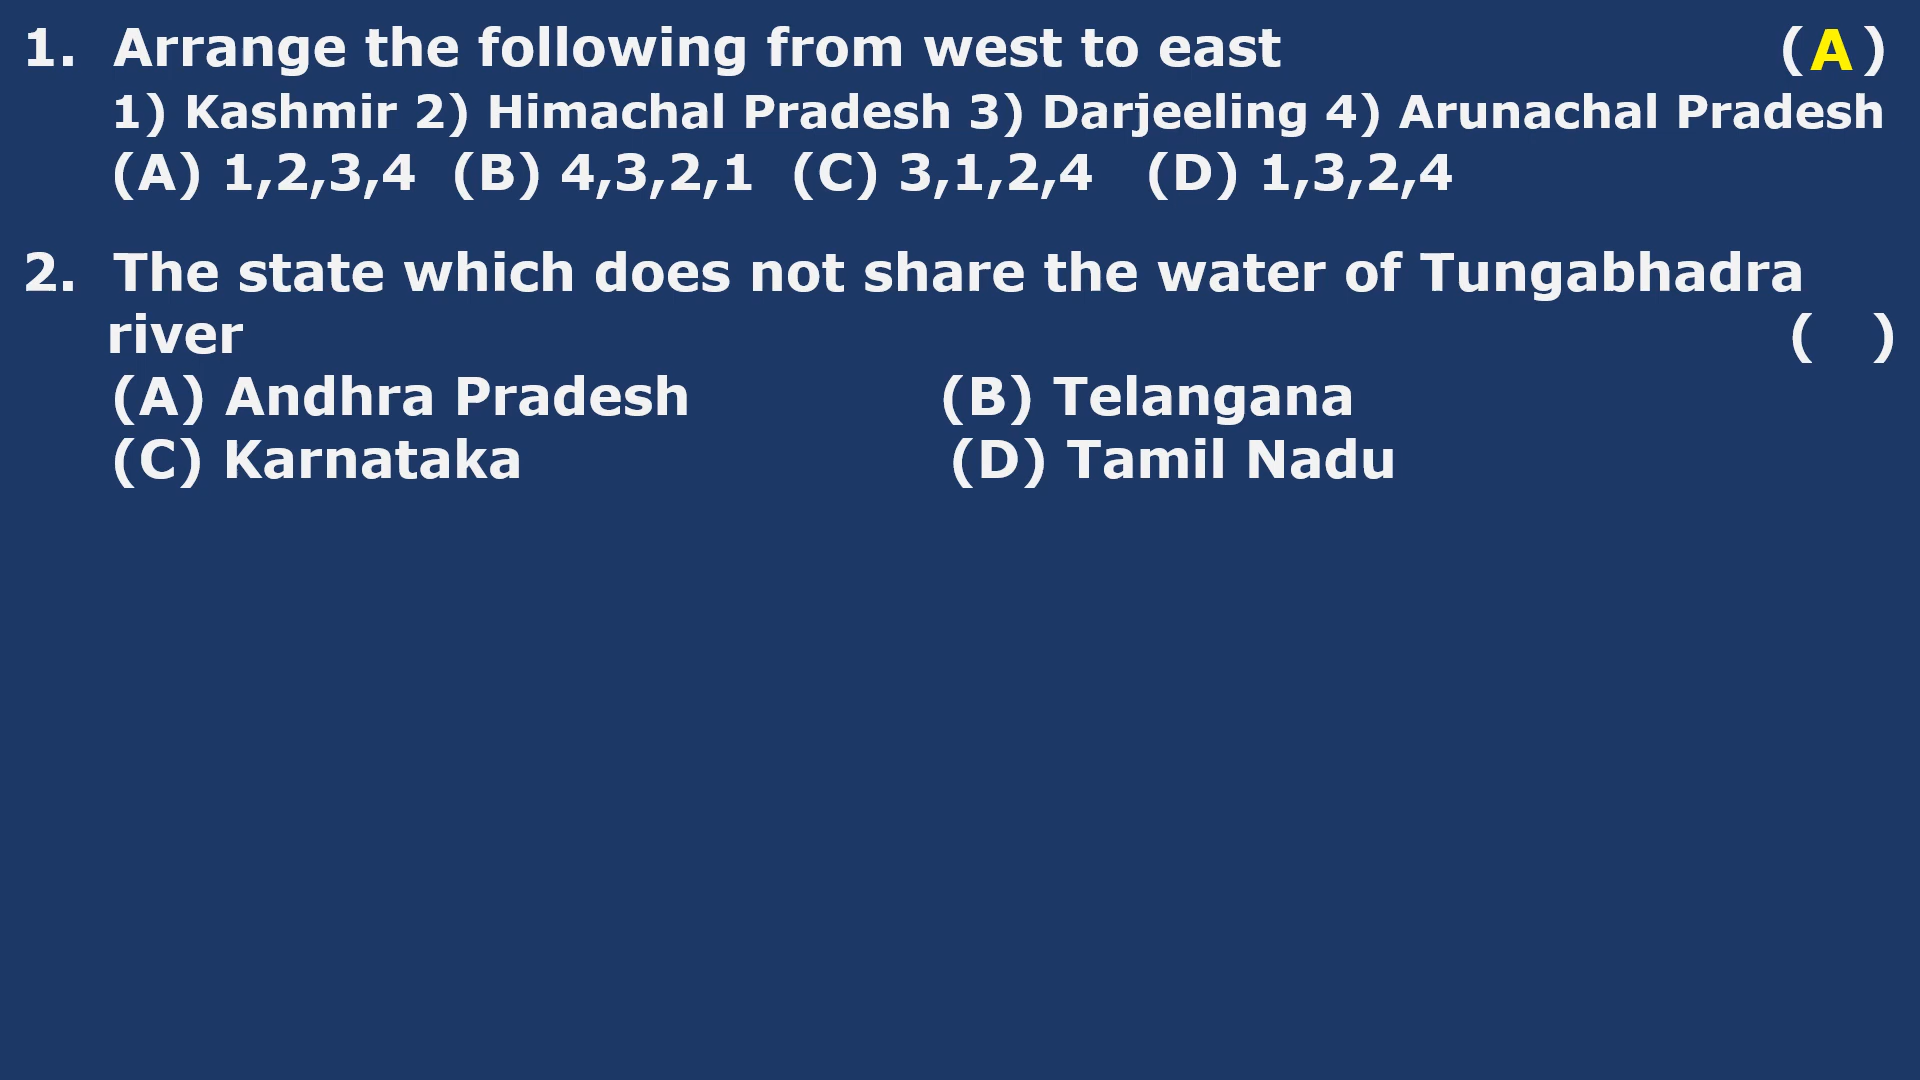 1. Arrange the following from west to east (A)
1) Kashmir 2) Himachal Pradesh 3) Darjeeling 4) Arunachal Pradesh
(A) 1,2,3,4 (B) 4,3,2,1 (C) 3,1,2,4 (D) 1,3,2,4
2. The state which does not share the water of Tungabhadra
river ( )
(A) Andhra Pradesh (B) Telangana
(C) Karnataka (D) Tamil Nadu